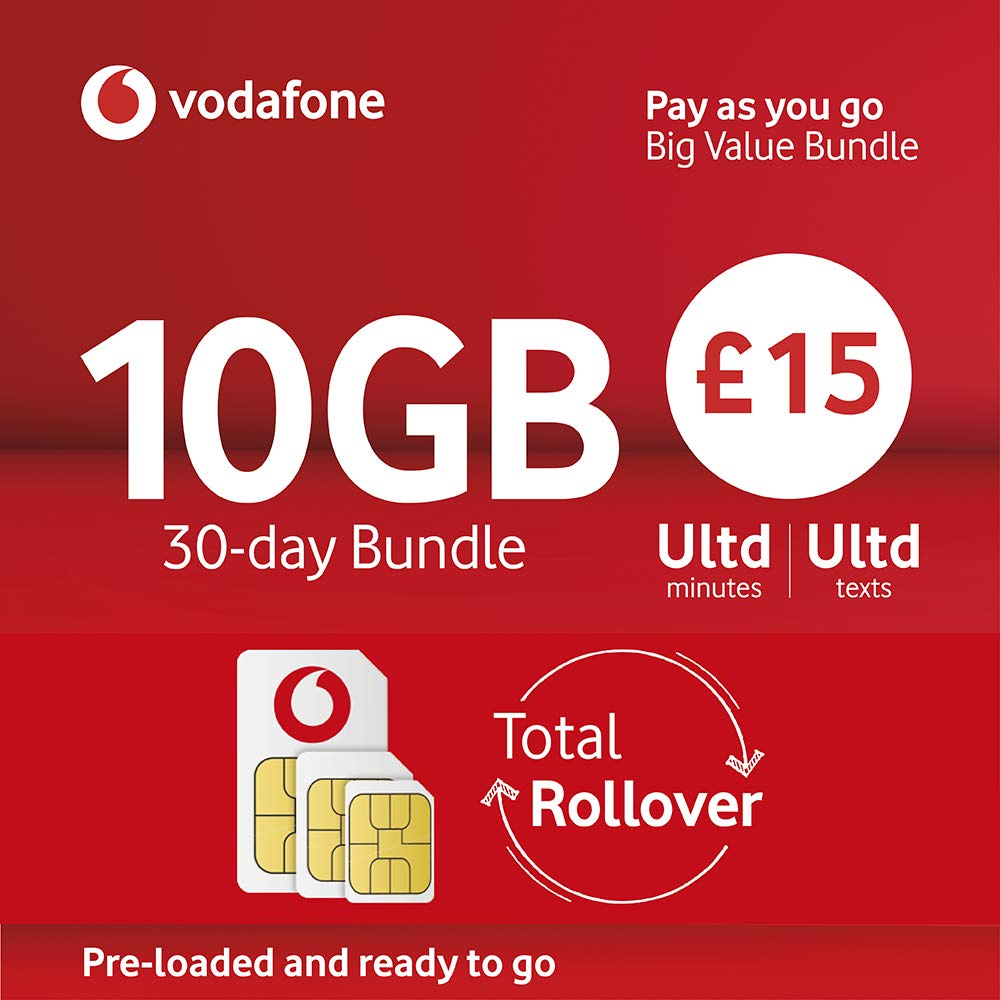 vodafone
Pay as you go
Big Value Bundle
10GB
30-day Bundle
£15
Ultd
minutes
Ultd
texts
Total
Rollover
Pre-loaded and ready to go